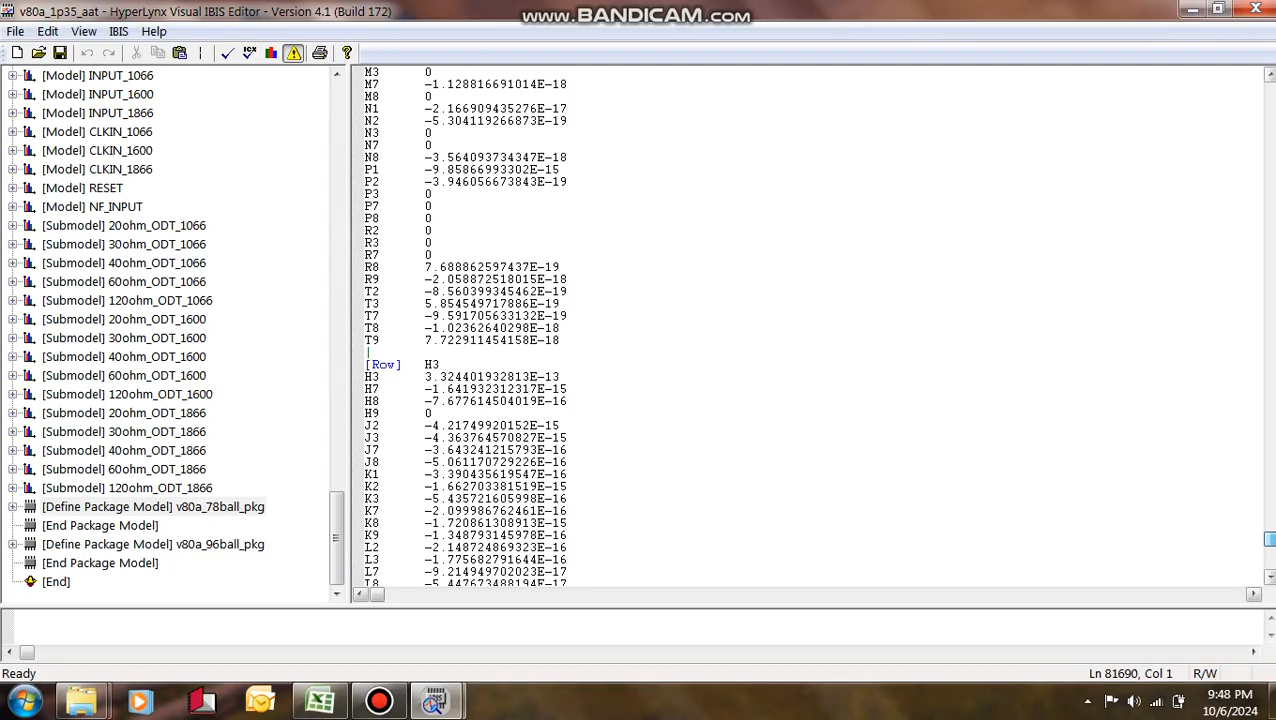 v80a_1p35_aat - HyperLynx Visual IBIS Editor - Version 4.1 (Build 172)
www.BANDICAM.com
File Edit View IBIS Help
[Model] INPUT_1066
[Model] INPUT_1600
[Model] INPUT_1866
[Model] CLKIN_1066
[Model] CLKIN_1600
[Model] CLKIN_1866
[Model] RESET
[Model] NF_INPUT
[Submodel] 20ohm_ODT_1066
[Submodel] 30ohm_ODT_1066
[Submodel] 40ohm_ODT_1066
[Submodel] 60ohm_ODT_1066
[Submodel] 120ohm_ODT_1066
[Submodel] 20ohm_ODT_1600
[Submodel] 30ohm_ODT_1600
[Submodel] 40ohm_ODT_1600
[Submodel] 60ohm_ODT_1600
[Submodel] 120ohm_ODT_1600
[Submodel] 20ohm_ODT_1866
[Submodel] 30ohm_ODT_1866
[Submodel] 40ohm_ODT_1866
[Submodel] 60ohm_ODT_1866
[Submodel] 120ohm_ODT_1866
[Define Package Model] v80a_78ball_pkg
[End Package Model]
[Define Package Model] v80a_96ball_pkg
[End Package Model]
[End]
M3 0
M7 -1.128816691014E-18
M8 0
N1 -2.166909435276E-17
N2 -5.304119266873E-19
N3 0
N7 0
N8 -3.564093734347E-18
P1 -9.85866993302E-15
P2 -3.946056673843E-19
P3 0
P7 0
P8 0
R2 0
R3 0
R7 0
R8 7.688862597437E-19
R9 -2.058872518015E-18
T2 -8.560399345462E-19
T3 5.854549717886E-19
T7 -9.591705633132E-19
T8 -1.02362640298E-18
T9 7.722911454158E-18
|
[Row] H3
H3 3.324401932813E-13
H7 -1.641932312317E-15
H8 -7.677614504019E-16
H9 0
J2 -4.21749920152E-15
J3 -4.363764570827E-15
J7 -3.643241215793E-16
J8 -5.061170729226E-16
K1 -3.390435619547E-16
K2 -1.662703381519E-15
K3 -5.435721605998E-16
K7 -2.099986762461E-16
K8 -1.720861308913E-15
K9 -1.348793145978E-16
L2 -2.148724869323E-16
L3 -1.775682791644E-16
L7 -9.214949702023E-17
L8 -5.447673488194E-17
Ready
Ln 81690, Col 1 R/W
9:48 PM
10/6/2024